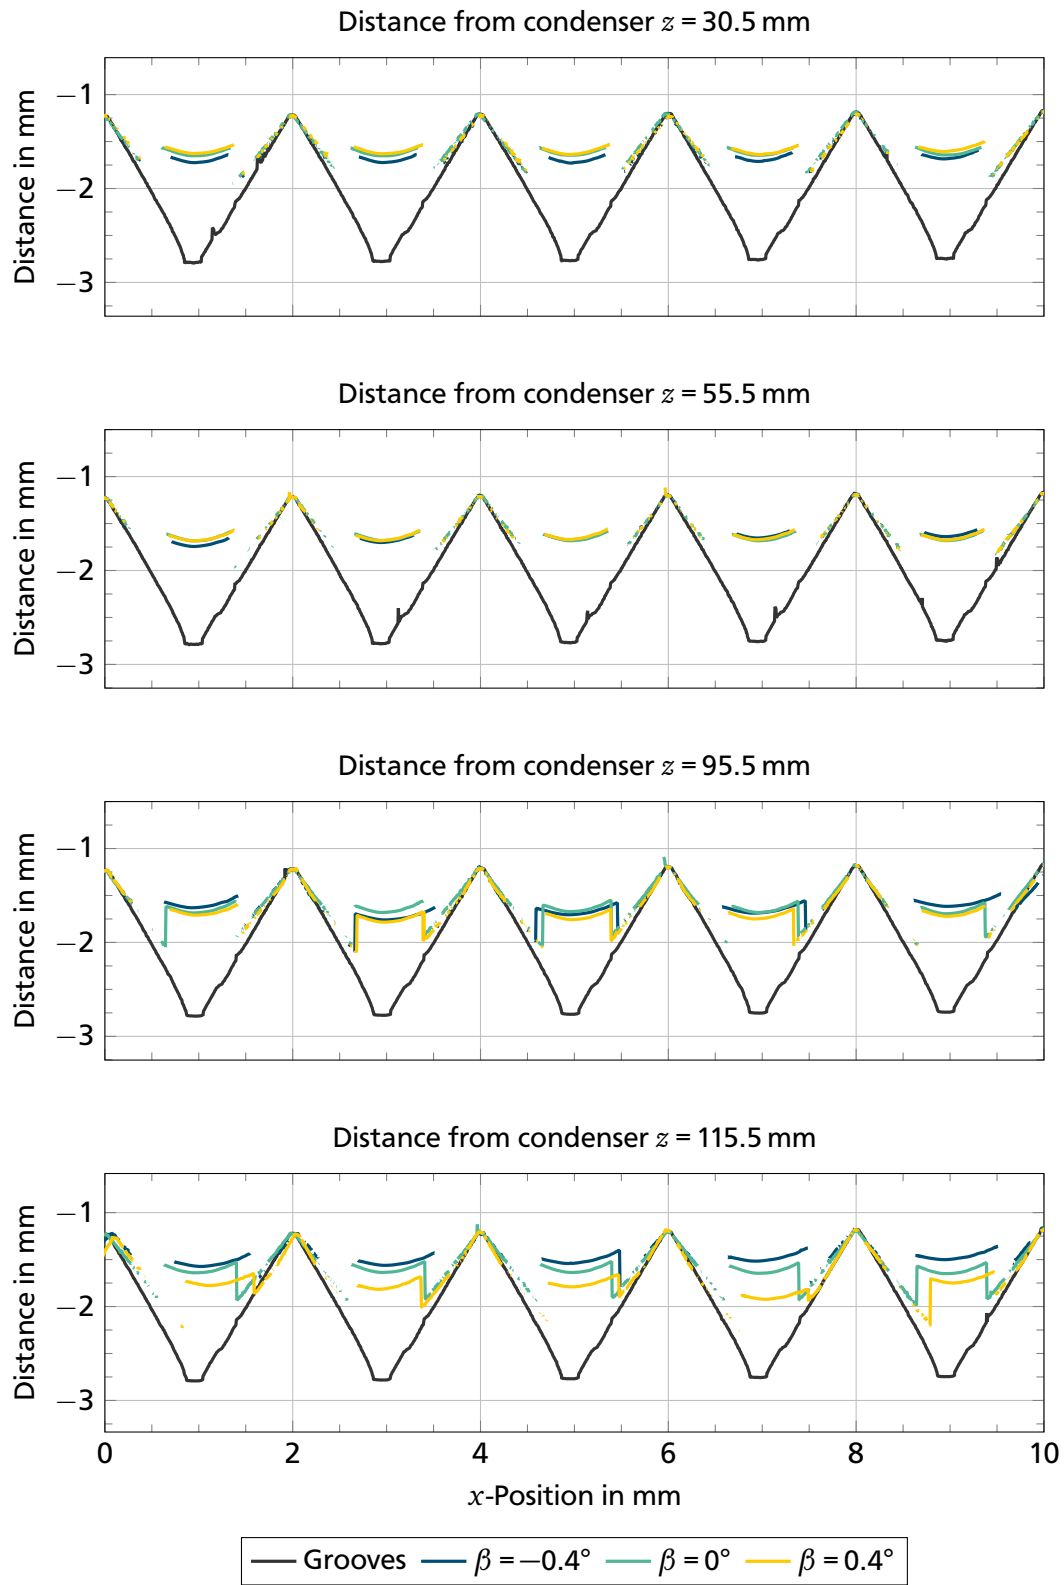 Distance from condenser z = 30.5 mm
−1
−2
−3
Distance in mm
Distance from condenser z = 55.5 mm
−1
−2
−3
Distance in mm
Distance from condenser z = 95.5 mm
−1
−2
−3
Distance in mm
Distance from condenser z = 115.5 mm
−1
−2
−3
Distance in mm
0 2 4 6 8 10
x-Position in mm
Grooves β = −0.4° β = 0° β = 0.4°